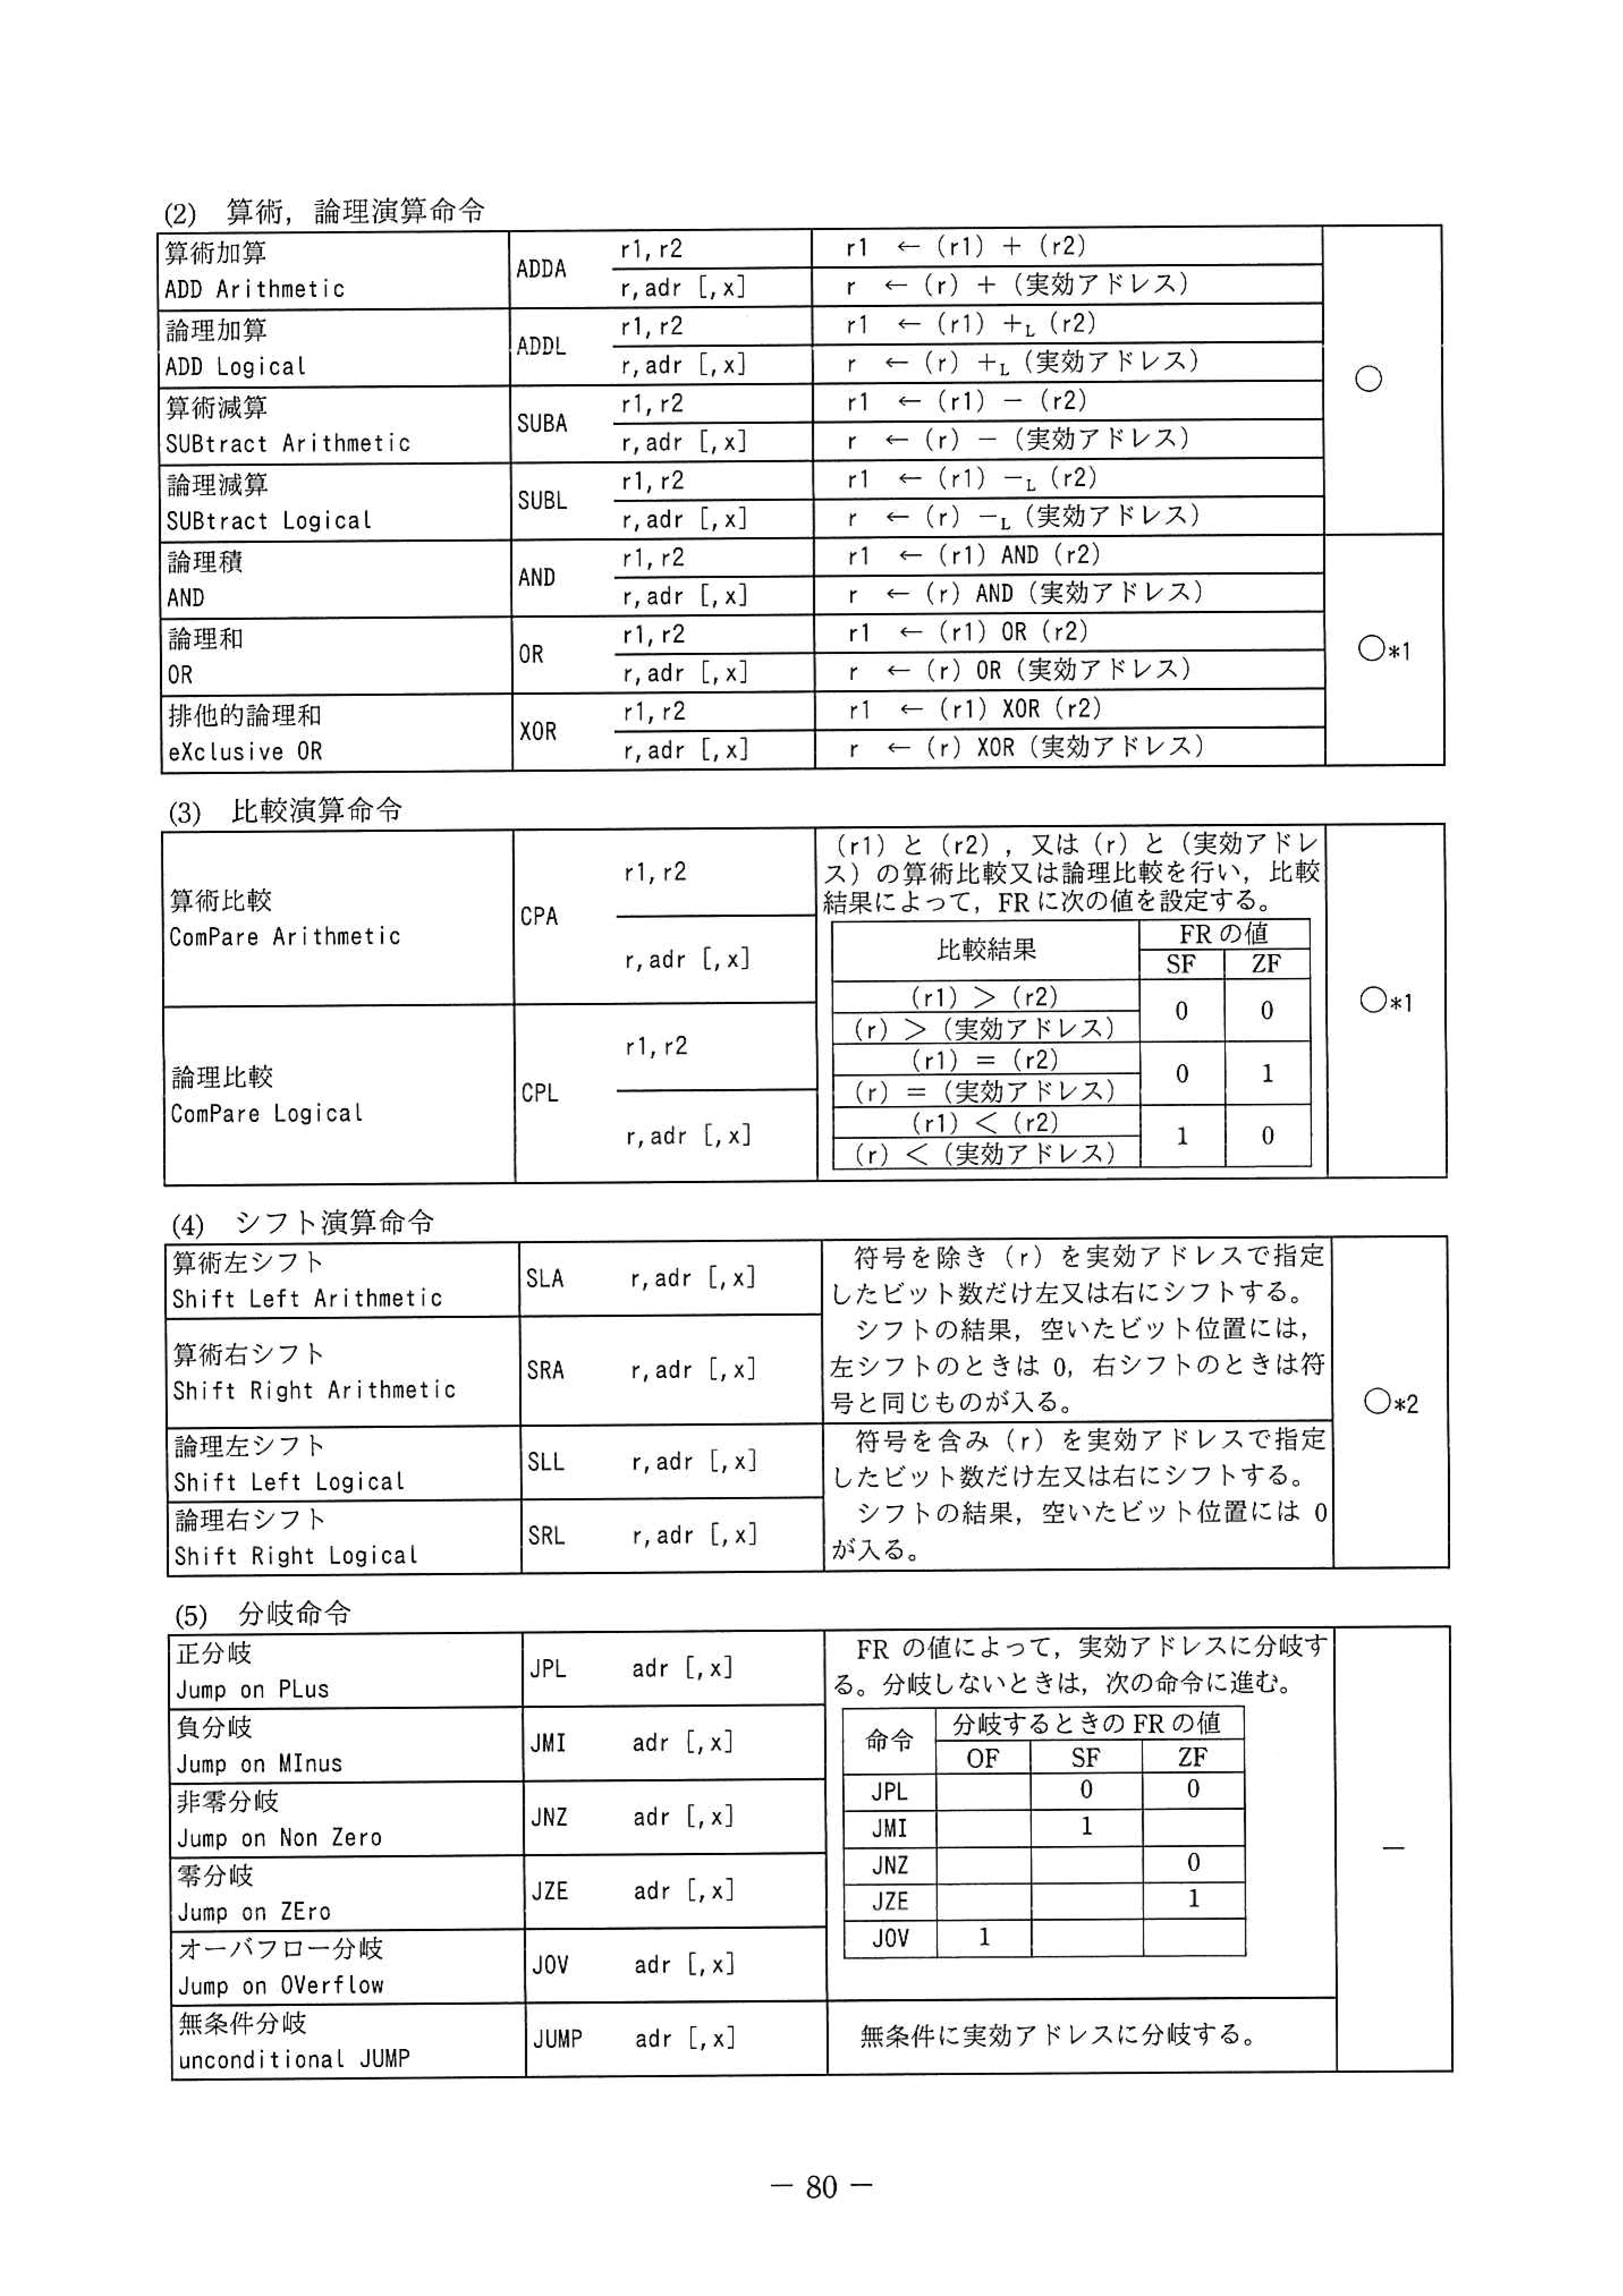 (2) 算術，論理演算命令
算術加算
ADD Arithmetic
ADDA
r1,r2
r1 ← (r1) + (r2)
r,adr [,x]
r ← (r) + (実効アドレス)
○
論理加算
ADD Logical
ADDL
r1,r2
r1 ← (r1) +L (r2)
r,adr [,x]
r ← (r) +L (実効アドレス)
算術減算
SUBtract Arithmetic
SUBA
r1,r2
r1 ← (r1) − (r2)
r,adr [,x]
r ← (r) − (実効アドレス)
論理減算
SUBtract Logical
SUBL
r1,r2
r1 ← (r1) −L (r2)
r,adr [,x]
r ← (r) −L (実効アドレス)
論理積
AND
AND
r1,r2
r1 ← (r1) AND (r2)
r,adr [,x]
r ← (r) AND (実効アドレス)
○*1
論理和
OR
OR
r1,r2
r1 ← (r1) OR (r2)
r,adr [,x]
r ← (r) OR (実効アドレス)
排他的論理和
eXclusive OR
XOR
r1,r2
r1 ← (r1) XOR (r2)
r,adr [,x]
r ← (r) XOR (実効アドレス)
(3) 比較演算命令
算術比較
ComPare Arithmetic
CPA
r1,r2
r,adr [,x]
論理比較
ComPare Logical
CPL
r1,r2
r,adr [,x]
(r1) と (r2) ，又は (r) と (実効アドレ
ス) の算術比較又は論理比較を行い，比較
結果によって，FR に次の値を設定する。
比較結果
FR の値
SF ZF
(r1) ＞ (r2)
(r) ＞ (実効アドレス)
0 0
(r1) ＝ (r2)
(r) ＝ (実効アドレス)
0 1
(r1) ＜ (r2)
(r) ＜ (実効アドレス)
1 0
○*1
(4) シフト演算命令
算術左シフト
Shift Left Arithmetic
SLA r,adr [,x]
算術右シフト
Shift Right Arithmetic
SRA r,adr [,x]
符号を除き (r) を実効アドレスで指定
したビット数だけ左又は右にシフトする。
シフトの結果，空いたビット位置には，
左シフトのときは 0，右シフトのときは符
号と同じものが入る。
○*2
論理左シフト
Shift Left Logical
SLL r,adr [,x]
論理右シフト
Shift Right Logical
SRL r,adr [,x]
符号を含み (r) を実効アドレスで指定
したビット数だけ左又は右にシフトする。
シフトの結果，空いたビット位置には 0
が入る。
(5) 分岐命令
正分岐
Jump on PLus
JPL adr [,x]
負分岐
Jump on MInus
JMI adr [,x]
非零分岐
Jump on Non Zero
JNZ adr [,x]
零分岐
Jump on ZEro
JZE adr [,x]
オーバフロー分岐
Jump on OVerflow
JOV adr [,x]
FR の値によって，実効アドレスに分岐す
る。分岐しないときは，次の命令に進む。
命令
分岐するときの FR の値
OF SF ZF
JPL 0 0
JMI 1
JNZ 0
JZE 1
JOV 1
－
無条件分岐
unconditional JUMP
JUMP adr [,x]
無条件に実効アドレスに分岐する。
－ 80 －